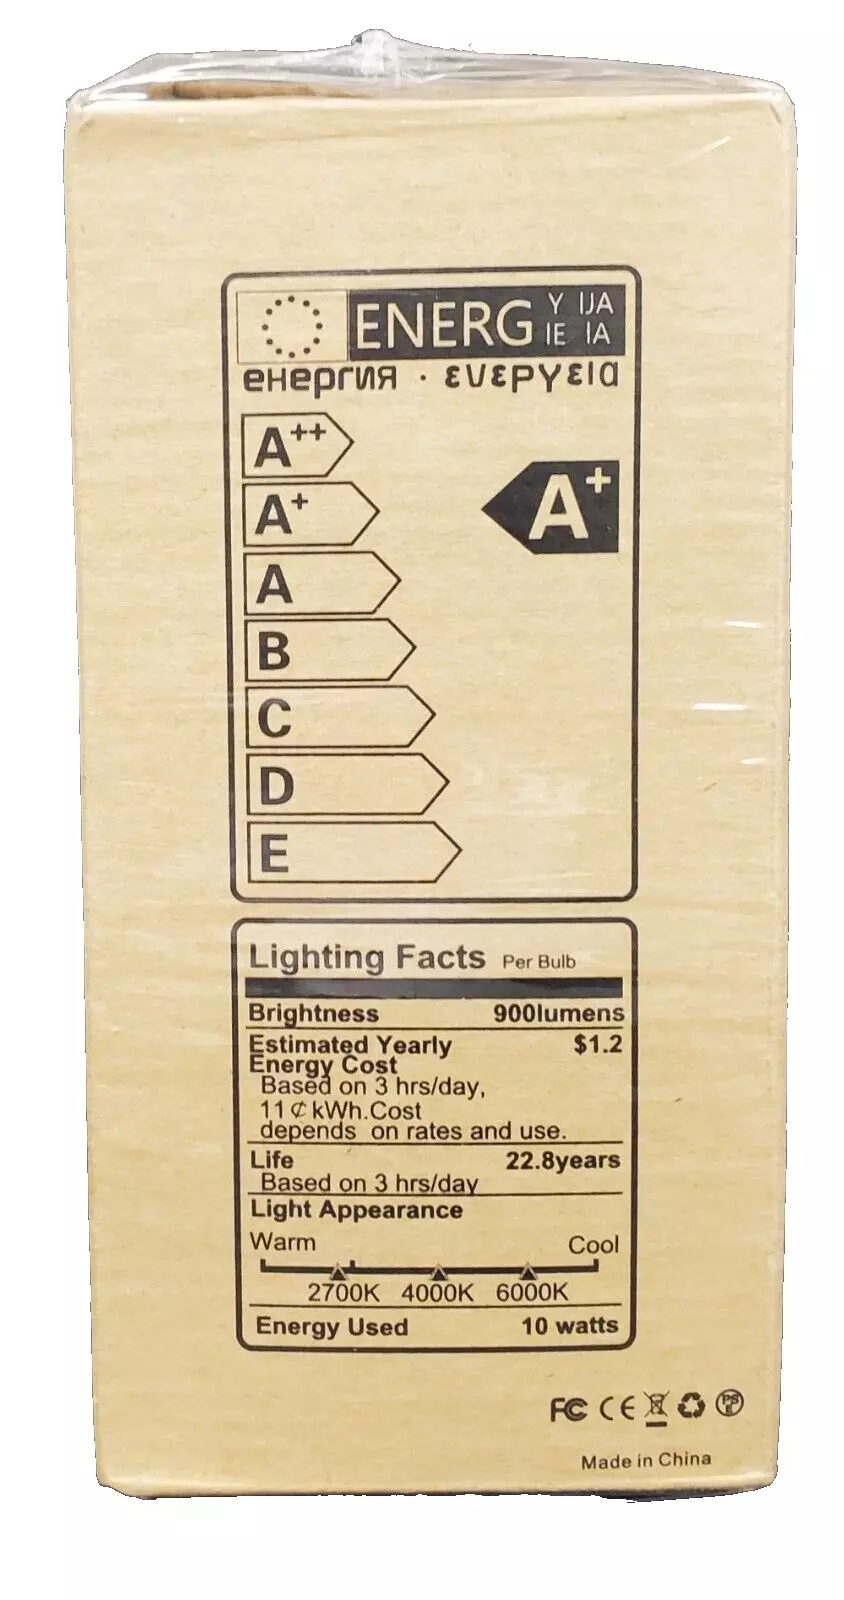 ENERG Y IJA
IE IA
енергия · ενεργεια
A++
A+
A+
A
B
C
D
E
Lighting Facts Per Bulb
Brightness 900lumens
Estimated Yearly $1.2
Energy Cost
Based on 3 hrs/day,
11¢kWh.Cost
depends on rates and use.
Life 22.8years
Based on 3 hrs/day
Light Appearance
Warm Cool
2700K 4000K 6000K
Energy Used 10 watts
FC CE PS E
Made in China